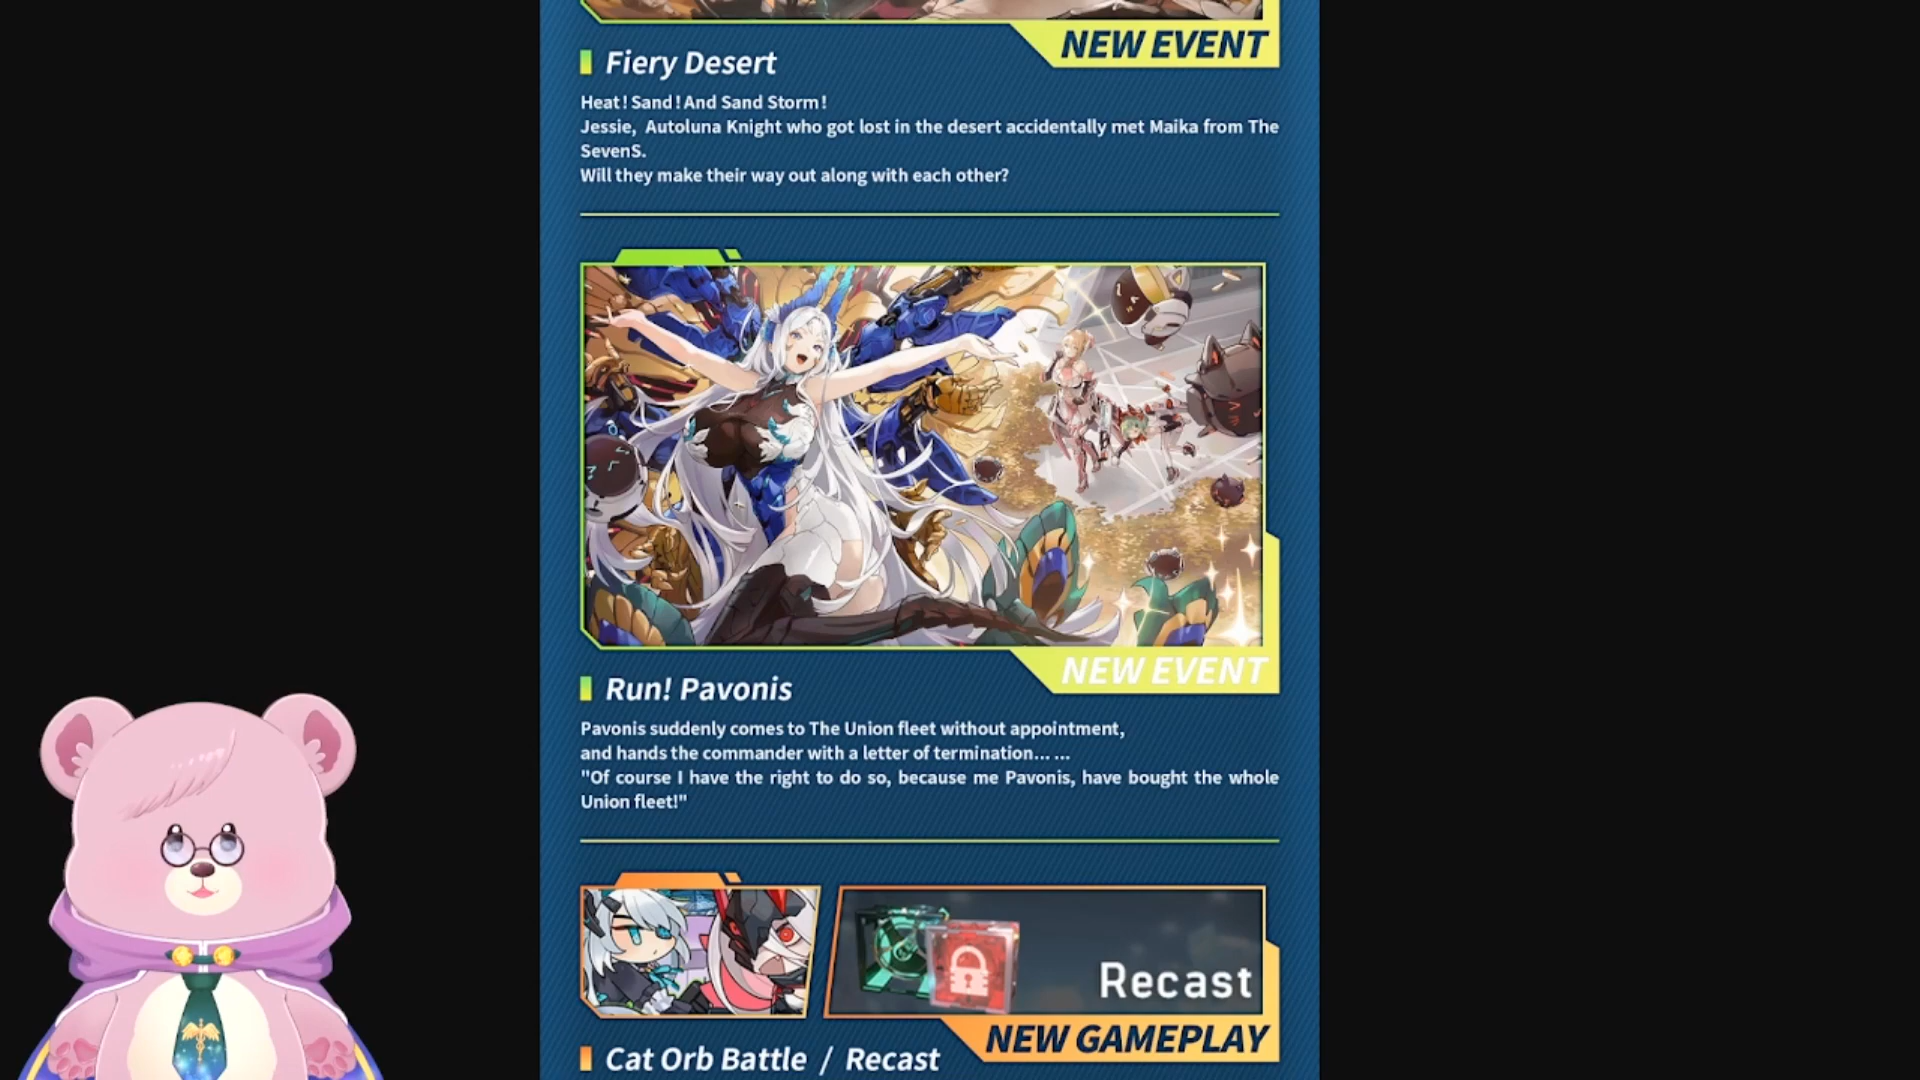 NEW EVENT
Fiery Desert
Heat! Sand! And Sand Storm!
Jessie, Autoluna Knight who got lost in the desert accidentally met Maika from The
SevenS.
Will they make their way out along with each other?
NEW EVENT
Run! Pavonis
Pavonis suddenly comes to The Union fleet without appointment,
and hands the commander with a letter of termination... ...
"Of course I have the right to do so, because me Pavonis, have bought the whole
Union fleet!"
Recast
NEW GAMEPLAY
Cat Orb Battle / Recast